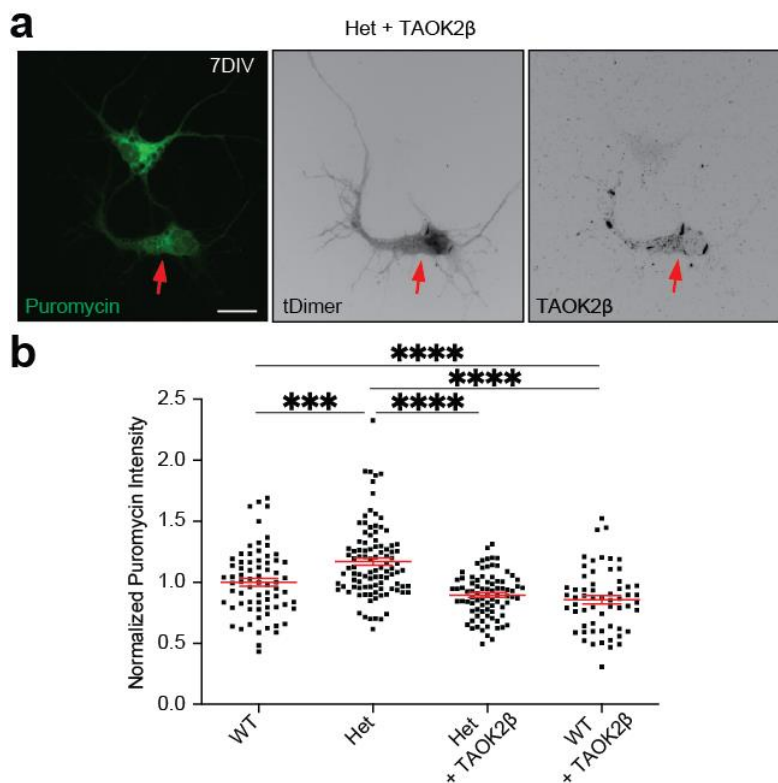 a
Het + TAOK2β
7DIV
Puromycin
tDimer
TAOK2β
b
****
****
*** ****
Normalized Puromycin Intensity
2.5
2.0
1.5
1.0
0.5
0.0
WT
Het
Het
+ TAOK2β
WT
+ TAOK2β